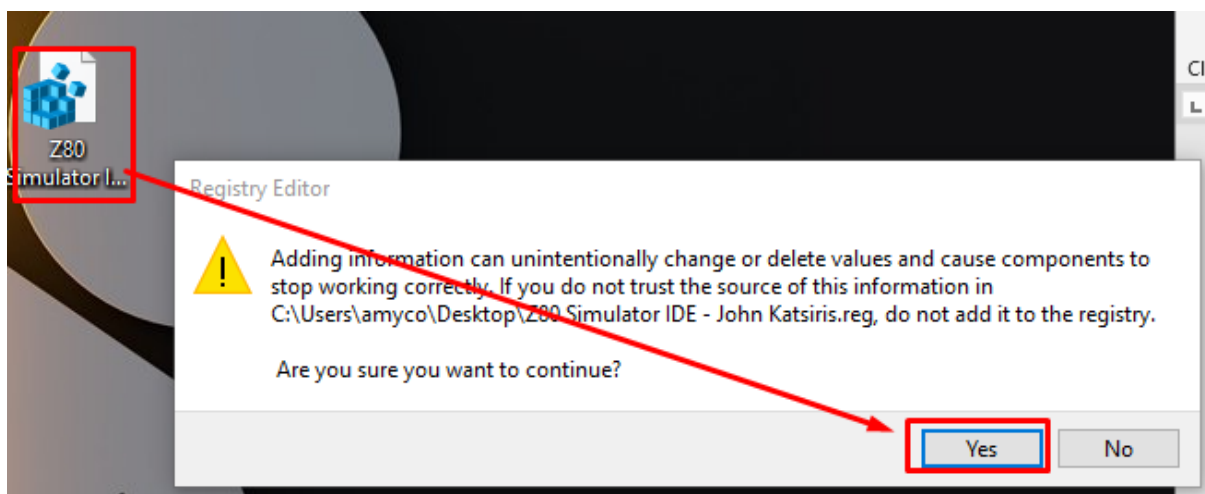 Cl
Z80
Simulator I...
Registry Editor
!
Adding information can unintentionally change or delete values and cause components to
stop working correctly. If you do not trust the source of this information in
C:\Users\amyco\Desktop\Z80 Simulator IDE - John Katsiris.reg, do not add it to the registry.
Are you sure you want to continue?
Yes No